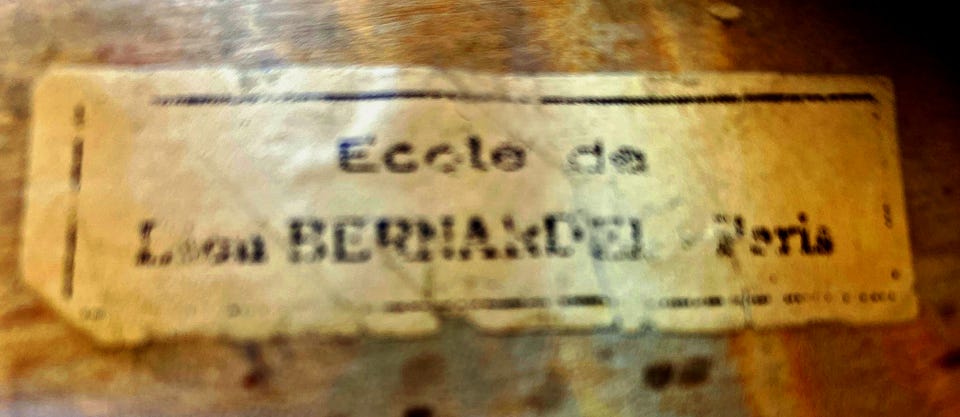 Ecole de
Léon BERNARDEL - Paris